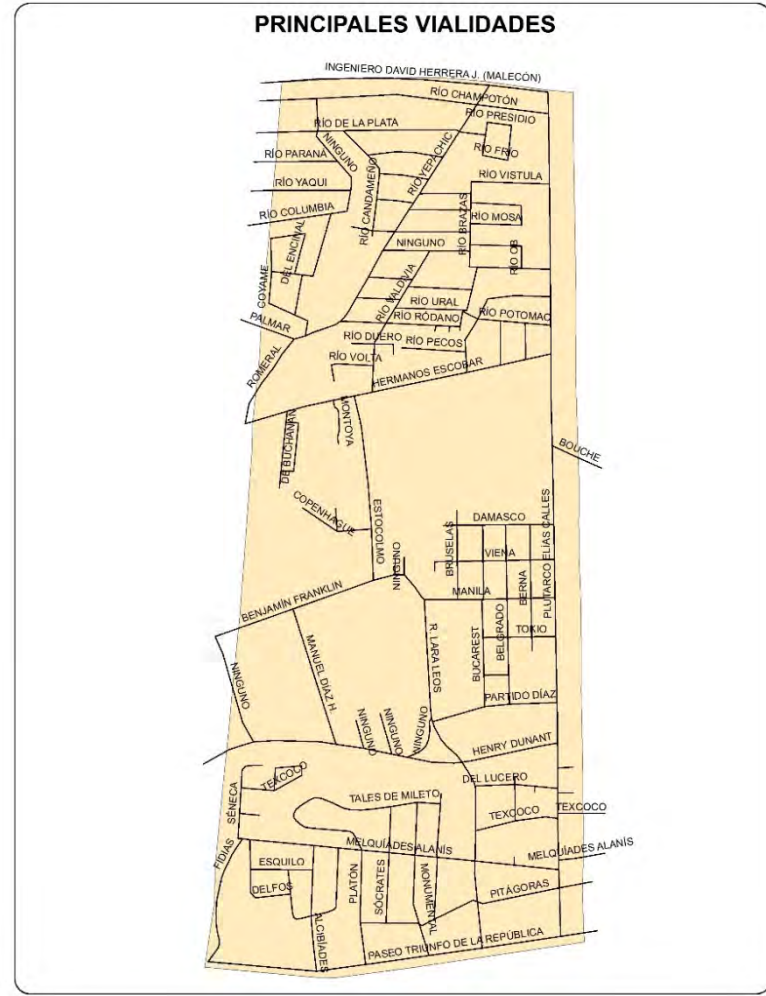 PRINCIPALES VIALIDADES
INGENIERO DAVID HERRERA J. (MALECÓN)
RÍO CHAMPOTÓN
RÍO PRESIDIO
RÍO DE LA PLATA
NINGUNO
RÍO FRÍO
RÍO PARANÁ
RÍO YEPACHIC
RÍO VISTULA
RÍO YAQUI
RÍO CANDAMEÑO
RÍO COLUMBIA
RÍO BRAZAS
RÍO MOSA
DEL ENCINAL
NINGUNO
RÍO OB
COYAME
RÍO VALDIVIA
RÍO URAL
RÍO RÓDANO
RÍO POTOMAC
PALMAR
RÍO DUERO
RÍO PECOS
RÍO VOLTA
ROMERAL
HERMANOS ESCOBAR
MONTOYA
DE BUCHANAN
BOUCHE
COPENHAGUE
ESTOCOLMO
DAMASCO
BRUSELAS
VIENA
PLUTARCO ELÍAS CALLES
NINGUNO
BERNA
MANILA
BENJAMÍN FRANKLIN
R. LARA LEOS
BUCAREST
BELGRADO
TOKIO
MANUEL DÍAZ H.
NINGUNO
PARTIDO DÍAZ
NINGUNO
NINGUNO
NINGUNO
HENRY DUNANT
TEXCOCO
DEL LUCERO
TALES DE MILETO
SÉNECA
TEXCOCO
TEXCOCO
FIDIAS
MELQUÍADES ALANÍS
MELQUÍADES ALANÍS
ESQUILO
PLATÓN
SÓCRATES
MONUMENTAL
DELFOS
PITÁGORAS
ALCIBÍADES
PASEO TRIUNFO DE LA REPÚBLICA